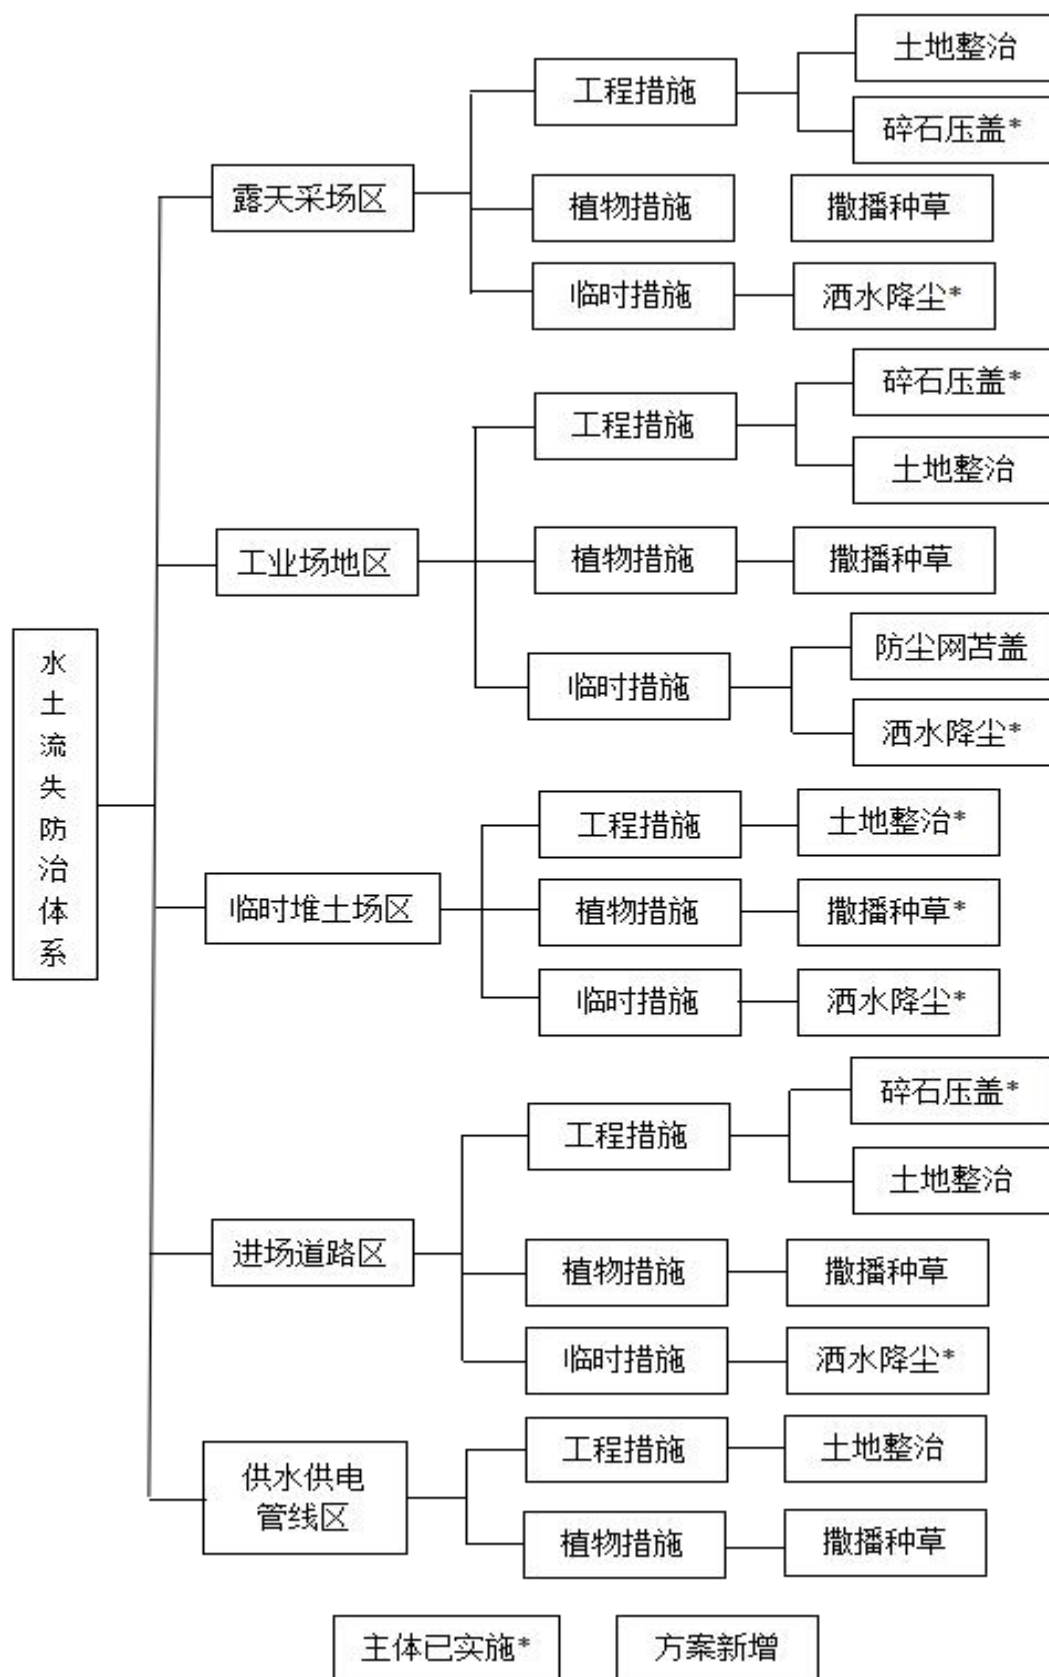 水土流失防治体系
露天采场区
工程措施
土地整治
碎石压盖*
植物措施
撒播种草
临时措施
洒水降尘*
工业场地区
工程措施
碎石压盖*
土地整治
植物措施
撒播种草
临时措施
防尘网苫盖
洒水降尘*
临时堆土场区
工程措施
土地整治*
植物措施
撒播种草*
临时措施
洒水降尘*
进场道路区
工程措施
碎石压盖*
土地整治
植物措施
撒播种草
临时措施
洒水降尘*
供水供电
管线区
工程措施
土地整治
植物措施
撒播种草
主体已实施*
方案新增